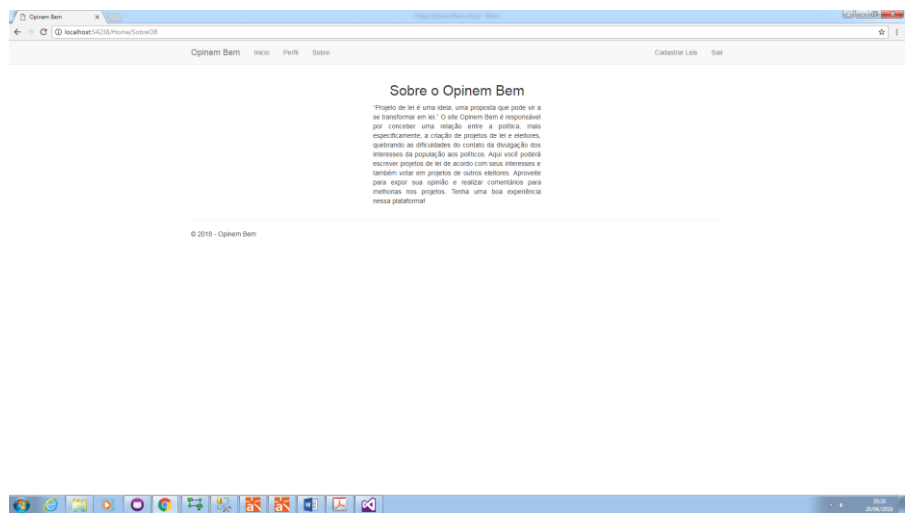 Opinem Bem
localhost:54238/Home/SobreOB
Opinem Bem Início Perfil Sobre Cadastrar Leis Sair
Sobre o Opinem Bem
"Projeto de lei é uma ideia, uma proposta que pode vir a
se transformar em lei." O site Opinem Bem é responsável
por conceber uma relação entre a política, mais
especificamente, a criação de projetos de lei e eleitores,
quebrando as dificuldades do contato da divulgação dos
interesses da população aos políticos. Aqui você poderá
escrever projetos de lei de acordo com seus interesses e
também votar em projetos de outros eleitores. Aproveite
para expor sua opinião e realizar comentários para
melhorias nos projetos. Tenha uma boa experiência
nessa plataforma!
© 2018 - Opinem Bem
20:20
20/06/2018